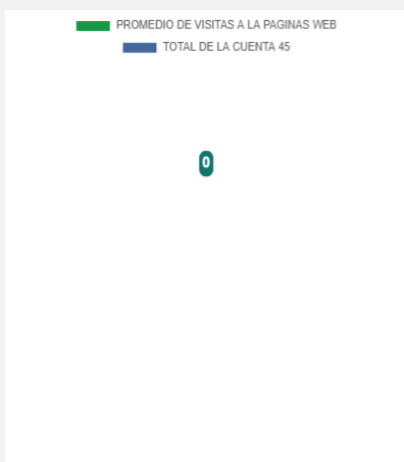 PROMEDIO DE VISITAS A LA PAGINAS WEB
TOTAL DE LA CUENTA 45
0